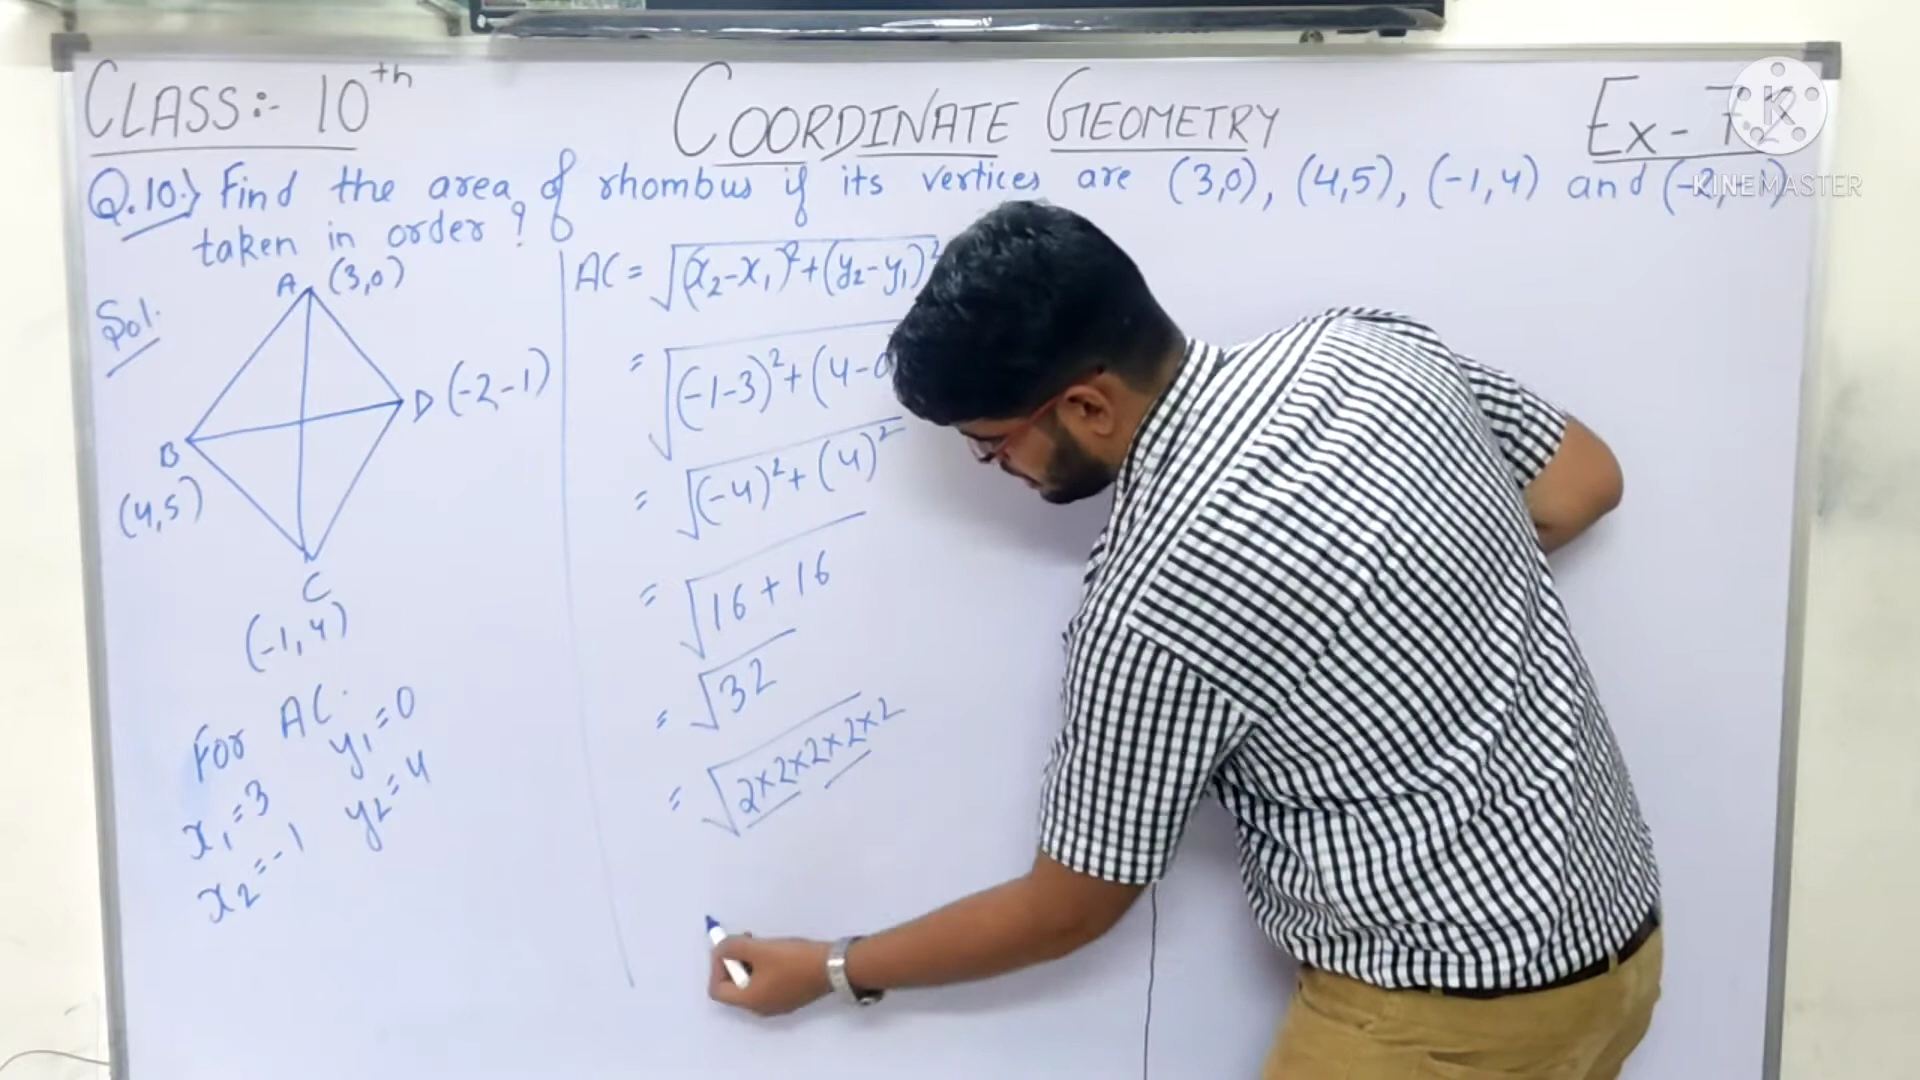 CLASS:- 10th
COORDINATE GEOMETRY
Ex - 7.2
Q.10.) Find the area of rhombus if its vertices are (3,0), (4,5), (-1,4) and (-2,-1)
taken in order?
Sol.
A (3,0)
D (-2-1)
B
(4,5)
C
(-1,4)
For AC.
x₁=3 y₁=0
x₂=-1 y₂=4
AC = √(x₂-x₁)²+(y₂-y₁)²
= √(-1-3)²+(4-0
= √(-4)²+(4)²
= √16+16
= √32
= √2×2×2×2×2
K
KINEMASTER